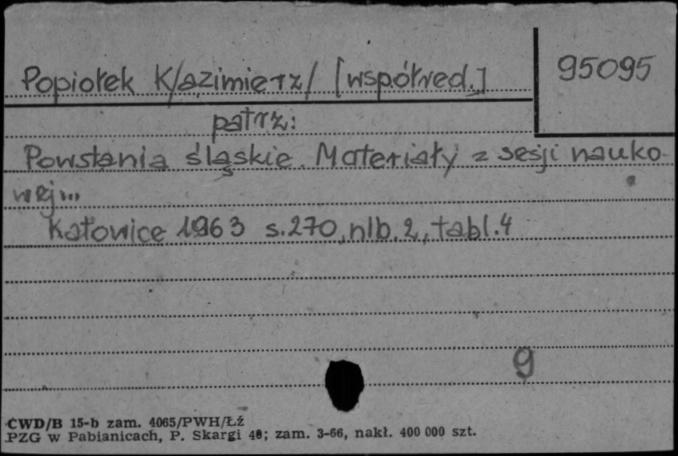 Popiołek K/azimierz/ [współred.]
95095
patrz:
Powstania śląskie. Materiały z sesji nauko-
wej...
Katowice 1963 s.270, nlb.2, tabl.4
9
CWD/B 15-b zam. 4065/PWH/Łź
PZG w Pabianicach, P. Skargi 48; zam. 3-66, nakł. 400 000 szt.